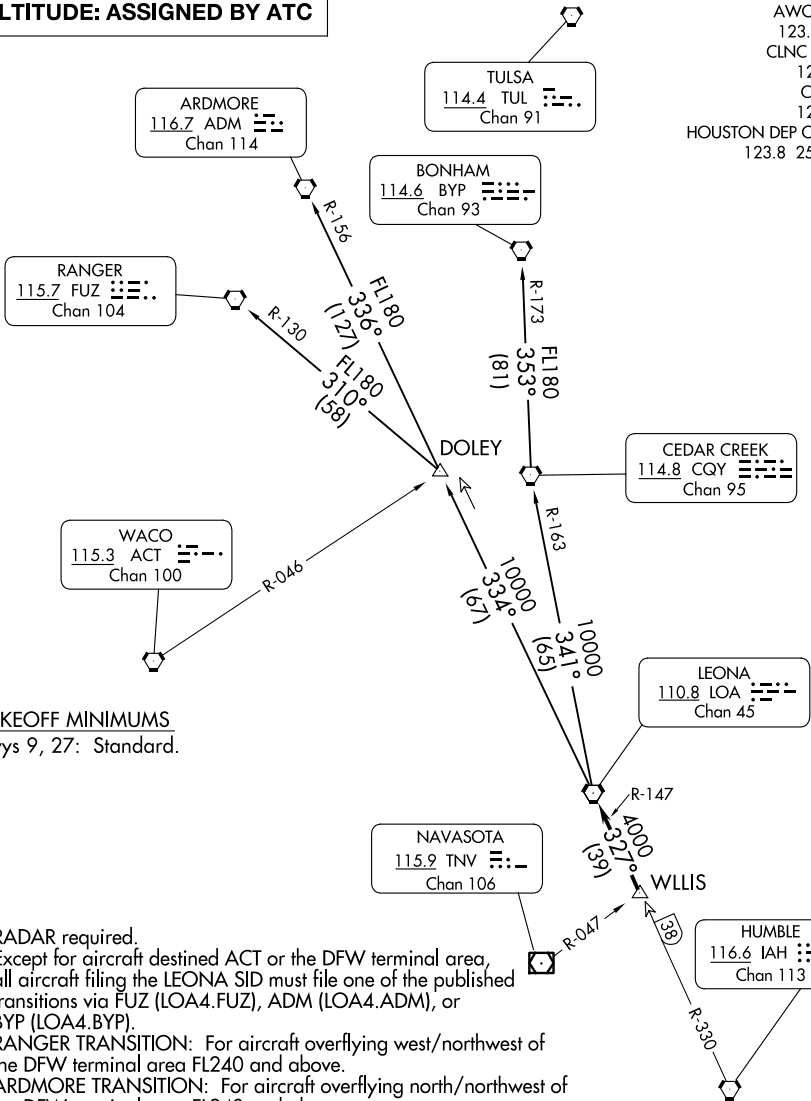 LTITUDE: ASSIGNED BY ATC
AWO
123.
CLNC
12
C
12
HOUSTON DEP C
123.8 25
TULSA
114.4 TUL
Chan 91
ARDMORE
116.7 ADM
Chan 114
BONHAM
114.6 BYP
Chan 93
R-156
RANGER
115.7 FUZ
Chan 104
R-173
FL180
336°
(127)
R-130
FL180
310°
(58)
FL180
353°
(81)
DOLEY
CEDAR CREEK
114.8 CQY
Chan 95
WACO
115.3 ACT
Chan 100
R-163
R-046
10000
334°
(67)
10000
341°
(65)
LEONA
110.8 LOA
Chan 45
KEOFF MINIMUMS
ys 9, 27: Standard.
R-147
4000
327°
(39)
NAVASOTA
115.9 TNV
Chan 106
WLLIS
38
R-047
HUMBLE
116.6 IAH
Chan 113
R-330
RADAR required.
Except for aircraft destined ACT or the DFW terminal area,
all aircraft filing the LEONA SID must file one of the published
transitions via FUZ (LOA4.FUZ), ADM (LOA4.ADM), or
BYP (LOA4.BYP).
RANGER TRANSITION: For aircraft overflying west/northwest of
he DFW terminal area FL240 and above.
ARDMORE TRANSITION: For aircraft overflying north/northwest of